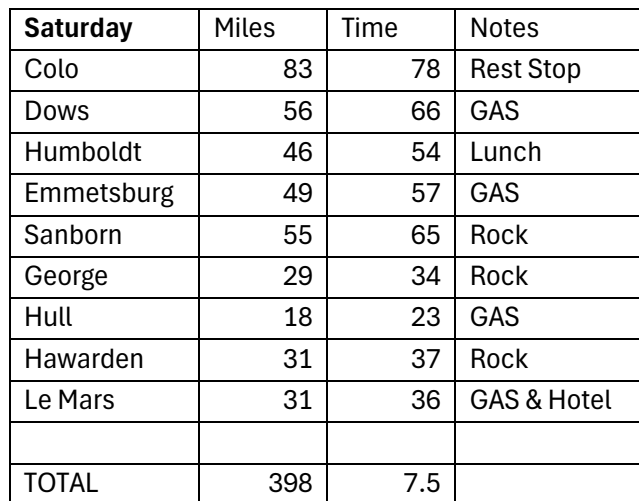 Saturday Miles Time Notes
Colo 83 78 Rest Stop
Dows 56 66 GAS
Humboldt 46 54 Lunch
Emmetsburg 49 57 GAS
Sanborn 55 65 Rock
George 29 34 Rock
Hull 18 23 GAS
Hawarden 31 37 Rock
Le Mars 31 36 GAS & Hotel
TOTAL 398 7.5